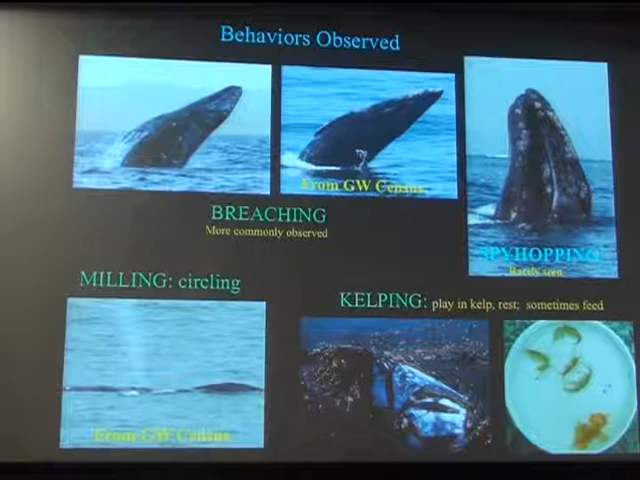 Behaviors Observed
From GW Census
BREACHING
More commonly observed
SPYHOPPING
Rarely seen
MILLING: circling
KELPING: play in kelp, rest; sometimes feed
From GW Census